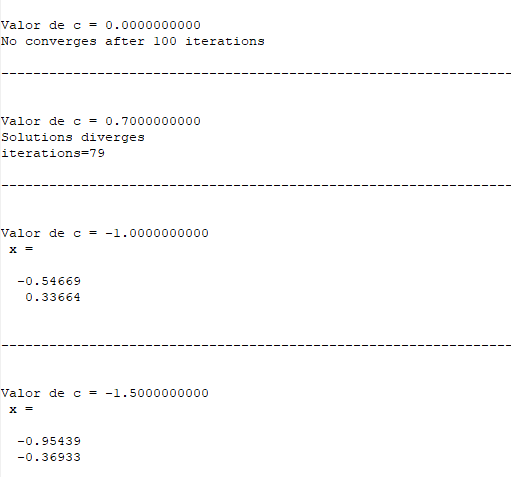 Valor de c = 0.0000000000
No converges after 100 iterations
----------------------------------------------------------------
Valor de c = 0.7000000000
Solutions diverges
iterations=79
----------------------------------------------------------------
Valor de c = -1.0000000000
x =
-0.54669
0.33664
----------------------------------------------------------------
Valor de c = -1.5000000000
x =
-0.95439
-0.36933